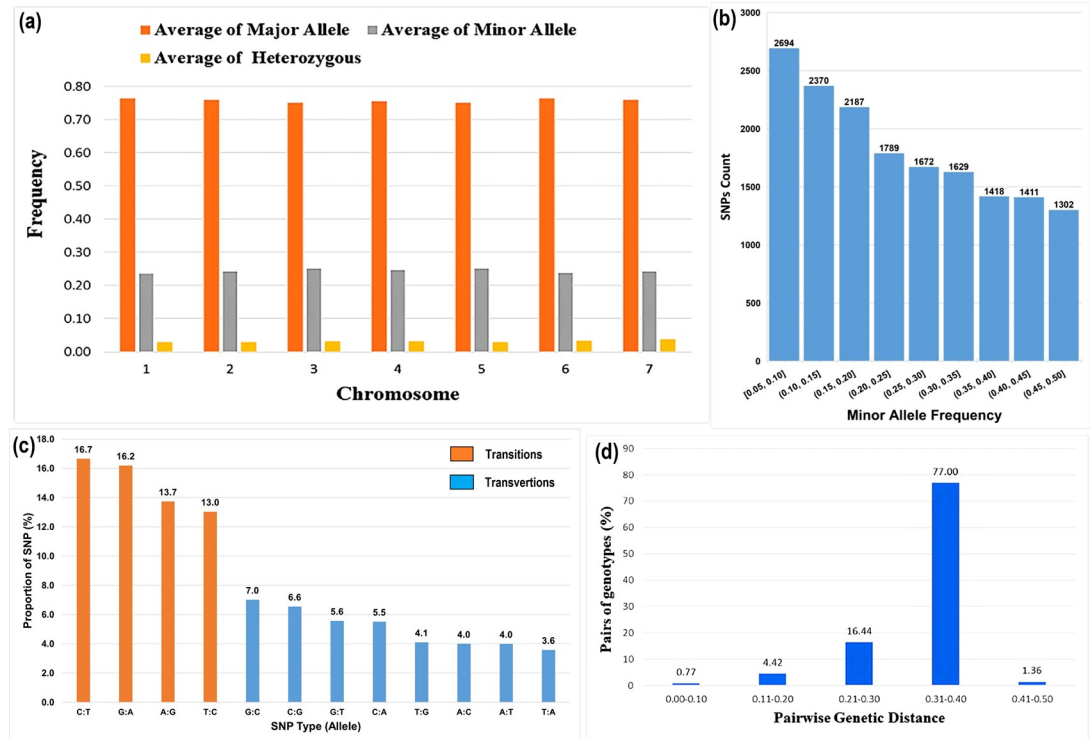 (a)
Average of Major Allele Average of Minor Allele
Average of Heterozygous
Frequency
0.80
0.70
0.60
0.50
0.40
0.30
0.20
0.10
0.00
1 2 3 4 5 6 7
Chromosome
(b)
SNPs Count
3000
2500
2000
1500
1000
500
0
2694
2370
2187
1789
1672
1629
1418
1411
1302
[0.05, 0.10]
(0.10, 0.15]
(0.15, 0.20]
(0.20, 0.25]
(0.25, 0.30]
(0.30, 0.35]
(0.35, 0.40]
(0.40, 0.45]
(0.45, 0.50]
Minor Allele Frequency
(c)
Transitions
Transvertions
Proportion of SNP (%)
18.0
16.0
14.0
12.0
10.0
8.0
6.0
4.0
2.0
0.0
16.7 16.2 13.7 13.0 7.0 6.6 5.6 5.5 4.1 4.0 4.0 3.6
C:T G:A A:G T:C G:C C:G G:T C:A T:G A:C A:T T:A
SNP Type (Allele)
(d)
Pairs of genotypes (%)
90
80
70
60
50
40
30
20
10
0
0.77 4.42 16.44 77.00 1.36
0.00-0.10 0.11-0.20 0.21-0.30 0.31-0.40 0.41-0.50
Pairwise Genetic Distance